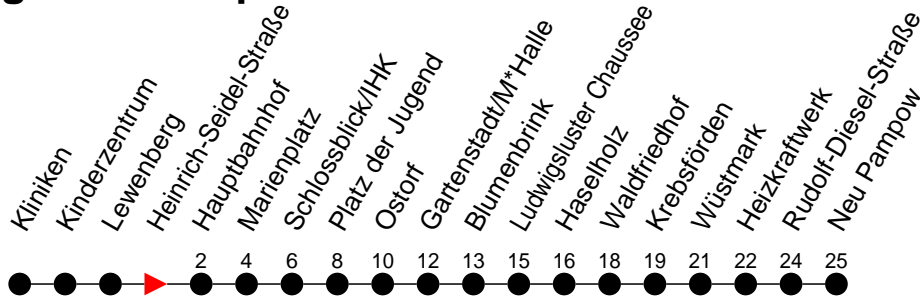 Kliniken
Kinderzentrum
Lewenberg
Heinrich-Seidel-Straße
Hauptbahnhof
Marienplatz
Schlossblick/IHK
Platz der Jugend
Ostorf
Gartenstadt/M*Halle
Blumenbrink
Ludwigsluster Chaussee
Haselholz
Waldfriedhof
Krebsförden
Wüstmark
Heizkraftwerk
Rudolf-Diesel-Straße
Neu Pampow
2 4 6 8 10 12 13 15 16 18 19 21 22 24 25